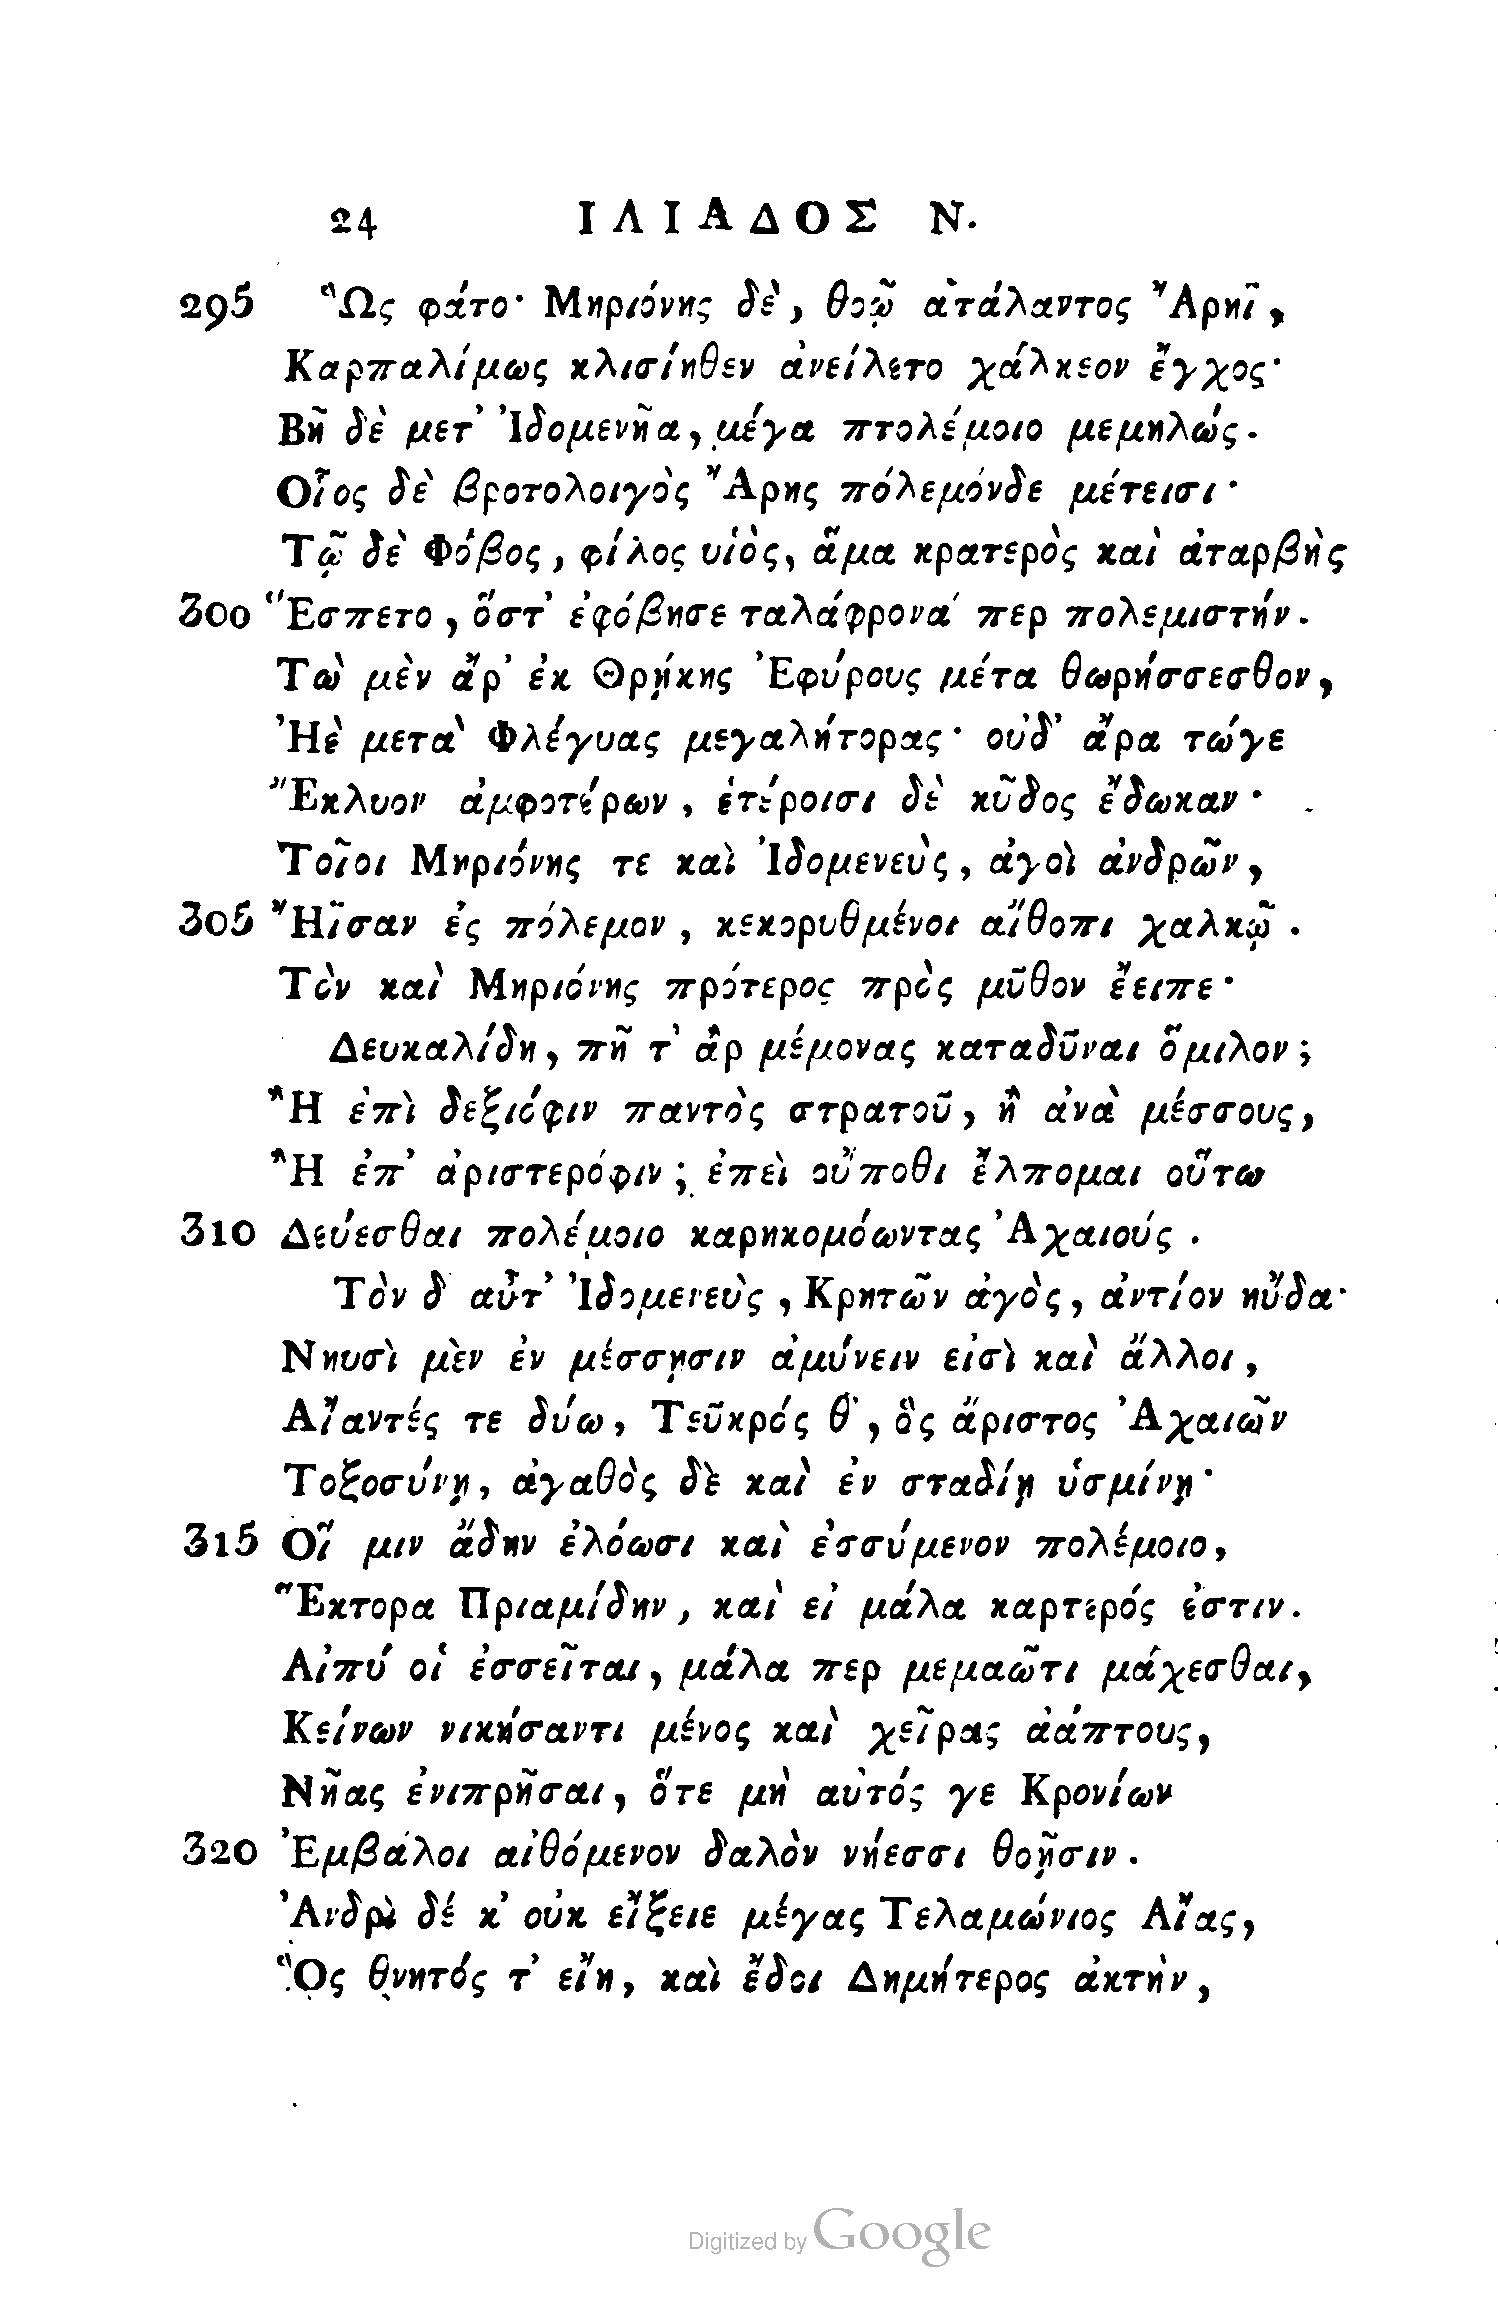 24 ΙΛΙΑΔΟΣ Ν.
295 Ὣς φάτο· Μηριόνης δὲ, θοῷ ἀτάλαντος Ἄρηϊ,
Καρπαλίμως κλισίηθεν ἀνείλετο χάλκεον ἔγχος·
Βῆ δὲ μετ᾽ Ἰδομενῆα, μέγα πτολέμοιο μεμηλώς.
Οἷος δὲ βροτολοιγὸς Ἄρης πόλεμόνδε μέτεισι·
Τῷ δὲ Φόβος, φίλος υἱὸς, ἅμα κρατερὸς καὶ ἀταρβὴς
300 Ἕσπετο, ὅστ᾽ ἐφόβησε ταλάφρονα περ πολεμιστήν.
Τὼ μὲν ἄρ᾽ ἐκ Θρῄκης Ἐφύρους μέτα θωρήσσεσθον,
Ἠὲ μετὰ Φλέγυας μεγαλήτορας· οὐδ᾽ ἄρα τώγε
Ἔκλυον ἀμφοτέρων, ἑτέροισι δὲ κῦδος ἔδωκαν·
Τοῖοι Μηριόνης τε καὶ Ἰδομενεὺς, ἀγοὶ ἀνδρῶν,
305 Ἤϊσαν ἐς πόλεμον, κεκορυθμένοι αἴθοπι χαλκῷ.
Τὸν καὶ Μηριόνης πρότερος πρὸς μῦθον ἔειπε·
Δευκαλίδη, πῆ τ᾽ ἂρ μέμονας καταδῦναι ὅμιλον;
Ἢ ἐπὶ δεξιόφιν παντὸς στρατοῦ, ἢ ἀνὰ μέσσους,
Ἢ ἐπ᾽ ἀριστερόφιν; ἐπεὶ οὔποθι ἔλπομαι οὕτω
310 Δεύεσθαι πολέμοιο καρηκομόωντας Ἀχαιούς.
Τὸν δ᾽ αὖτ᾽ Ἰδομενεὺς, Κρητῶν ἀγὸς, ἀντίον ηὔδα·
Νηυσὶ μὲν ἐν μέσσῃσιν ἀμύνειν εἰσὶ καὶ ἄλλοι,
Αἴαντές τε δύω, Τεῦκρός θ᾽, ὃς ἄριστος Ἀχαιῶν
Τοξοσύνῃ, ἀγαθὸς δὲ καὶ ἐν σταδίῃ ὑσμίνῃ·
315 Οἵ μιν ἄδην ἐλόωσι καὶ ἐσσύμενον πολέμοιο,
Ἕκτορα Πριαμίδην, καὶ εἰ μάλα καρτερός ἐστιν.
Αἰπύ οἱ ἐσσεῖται, μάλα περ μεμαῶτι μάχεσθαι,
Κείνων νικήσαντι μένος καὶ χεῖρας ἀάπτους,
Νῆας ἐνιπρῆσαι, ὅτε μὴ αὐτός γε Κρονίων
320 Ἐμβάλοι αἰθόμενον δαλὸν νήεσσι θοῇσιν.
Ἀνδρὶ δέ κ᾽ οὐκ εἴξειε μέγας Τελαμώνιος Αἴας,
Ὃς θνητός τ᾽ εἴη, καὶ ἔδοι Δημήτερος ἀκτὴν,
Digitized by Google